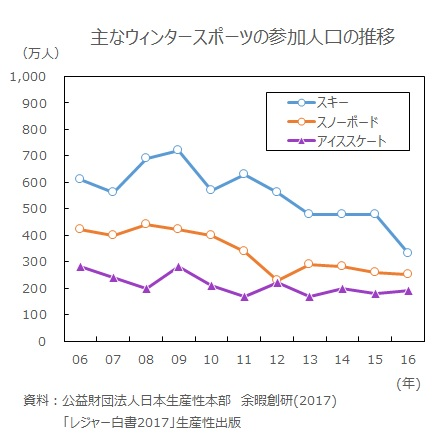 主なウィンタースポーツの参加人口の推移
(万人)
1,000
900
800
700
600
500
400
300
200
100
0
スキー
スノーボード
アイススケート
06 07 08 09 10 11 12 13 14 15 16
(年)
資料：公益財団法人日本生産性本部　余暇創研(2017)
「レジャー白書2017」生産性出版